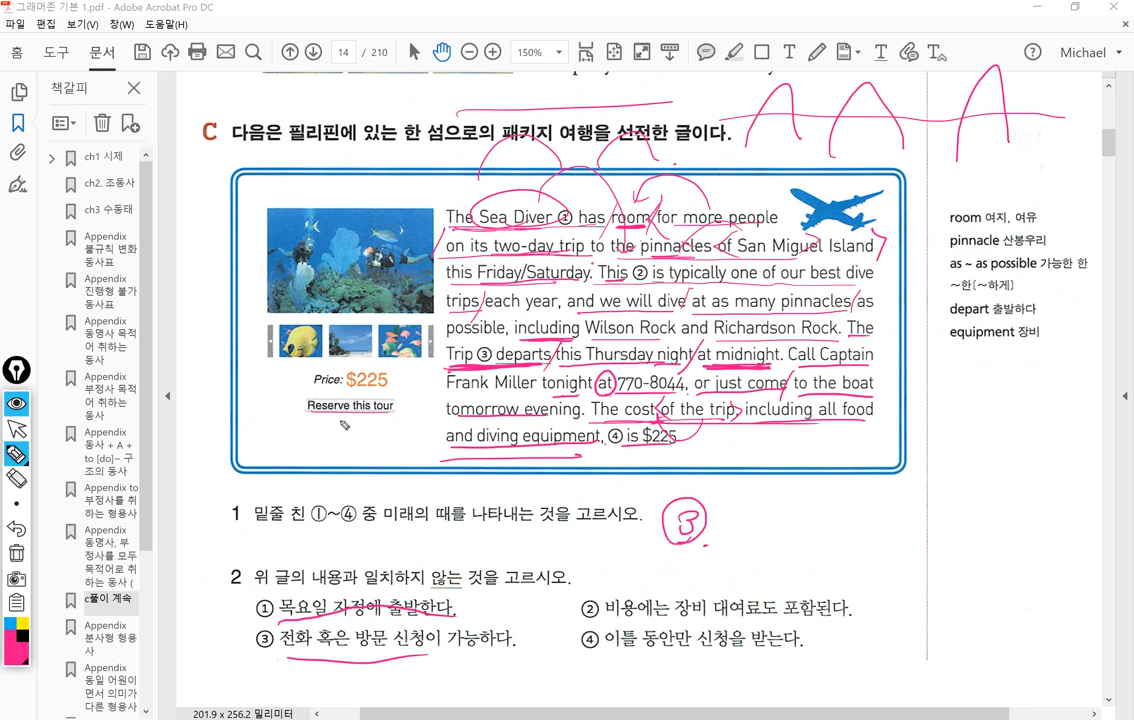 그래머존 기본 1.pdf - Adobe Acrobat Pro DC
파일 편집 보기(V) 창(W) 도움말(H)
홈 도구 문서 14 / 210 150% Michael
책갈피
ch1 시제
ch2. 조동사
ch3 수동태
Appendix
불규칙 변화
동사표
Appendix
진행형 불가
동사표
Appendix
동명사 목적
어 취하는
동사
Appendix
부정사 목적
어 취하는
동사
Appendix
동사 + A +
to [do]~ 구
조의 동사
Appendix to
부정사를 취
하는 형용사
Appendix
동명사, 부
정사를 모두
목적어로 취
하는 동사 (
c풀이 계속
Appendix
분사형 형용
사
Appendix
동일 어원이
면서 의미가
다른 형용사
C 다음은 필리핀에 있는 한 섬으로의 패키지 여행을 선전한 글이다.
A A A
The Sea Diver ① has room for more people
on its two-day trip to the pinnacles of San Miguel Island
this Friday/Saturday. This ② is typically one of our best dive
trips each year, and we will dive at as many pinnacles as
possible, including Wilson Rock and Richardson Rock. The
Trip ③ departs this Thursday night at midnight. Call Captain
Frank Miller tonight at 770-8044, or just come to the boat
tomorrow evening. The cost of the trip, including all food
and diving equipment, ④ is $225
Price: $225
Reserve this tour
room 여지, 여유
pinnacle 산봉우리
as ~ as possible 가능한 한
~한[~하게]
depart 출발하다
equipment 장비
1 밑줄 친 ①~④ 중 미래의 때를 나타내는 것을 고르시오.
3
2 위 글의 내용과 일치하지 않는 것을 고르시오.
① 목요일 자정에 출발한다. ② 비용에는 장비 대여료도 포함된다.
③ 전화 혹은 방문 신청이 가능하다. ④ 이틀 동안만 신청을 받는다.
201.9 x 256.2 밀리미터